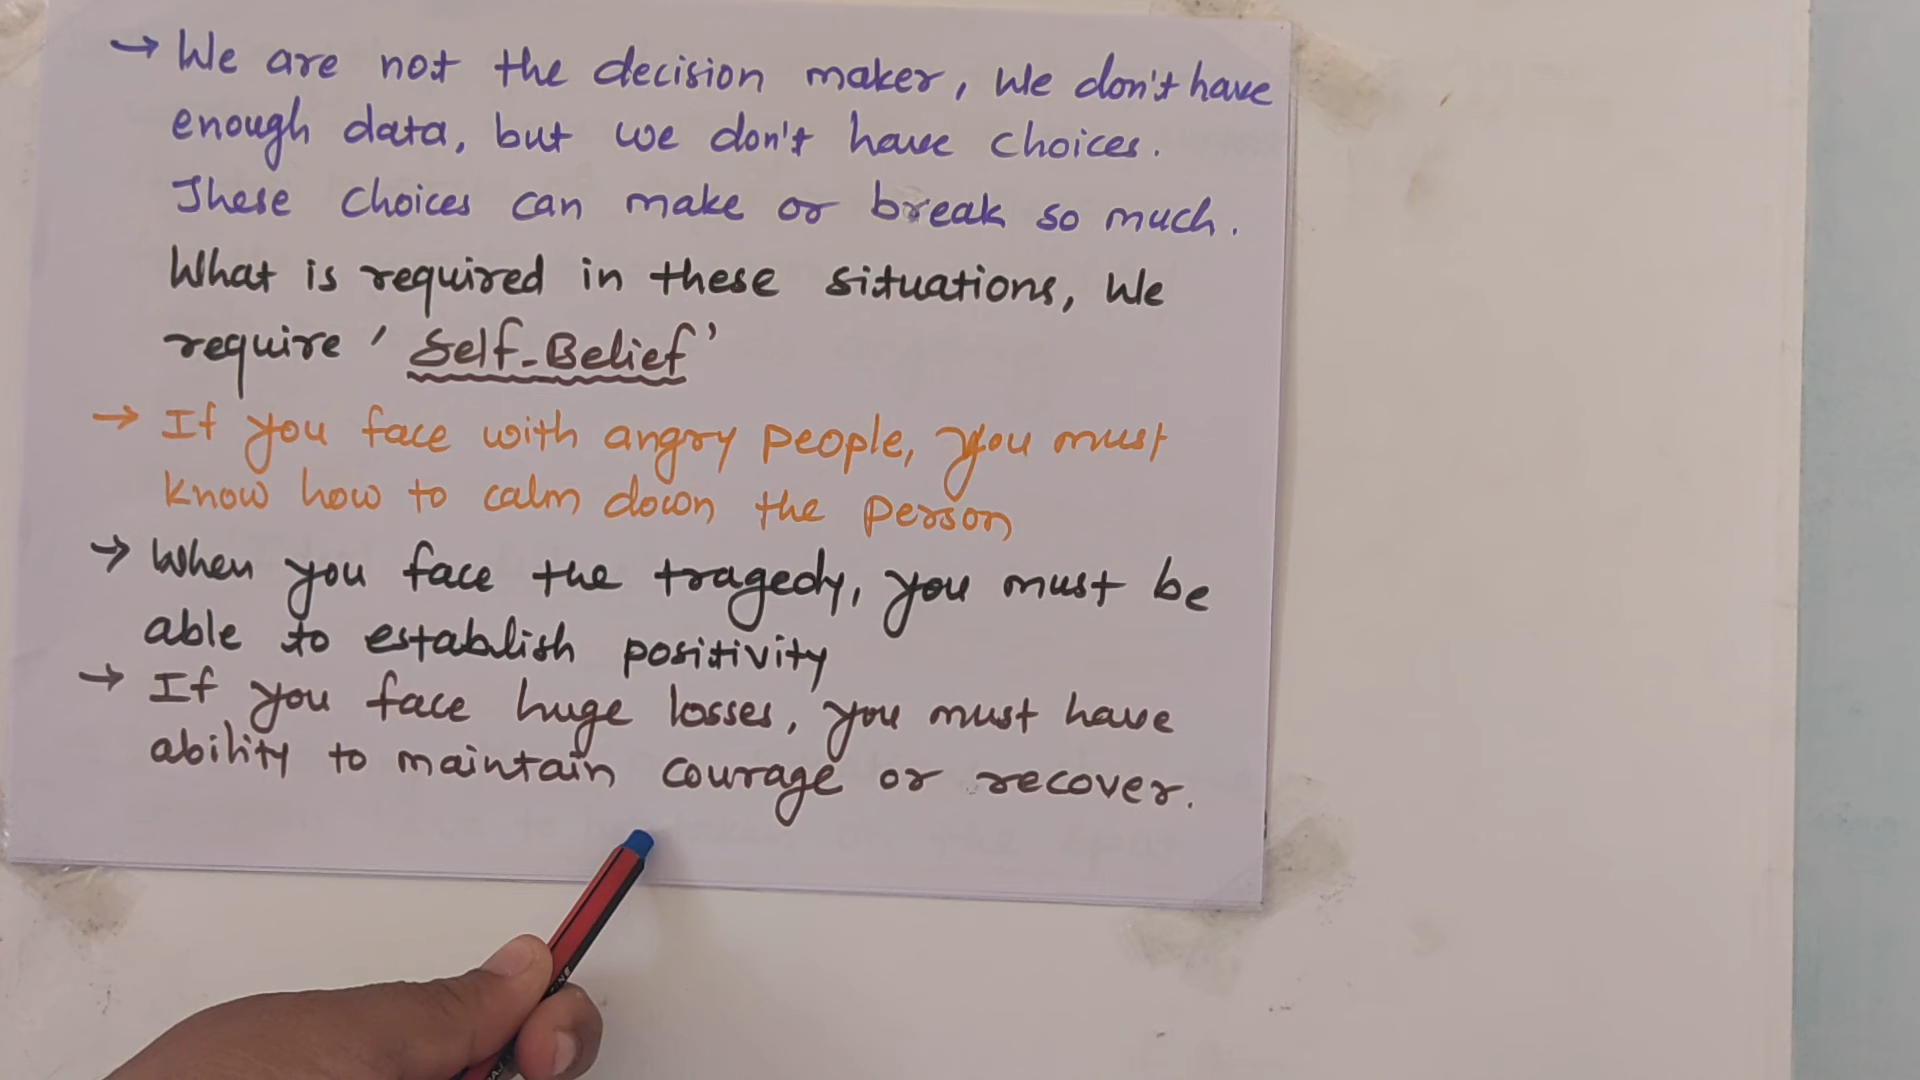 → We are not the decision maker, We don't have
enough data, but we don't have choices.
These choices can make or break so much.
What is required in these situations, We
require 'Self-Belief'
→ If you face with angry people, you must
know how to calm down the person
→ When you face the tragedy, you must be
able to establish positivity
→ If you face huge losses, you must have
ability to maintain courage or recover.